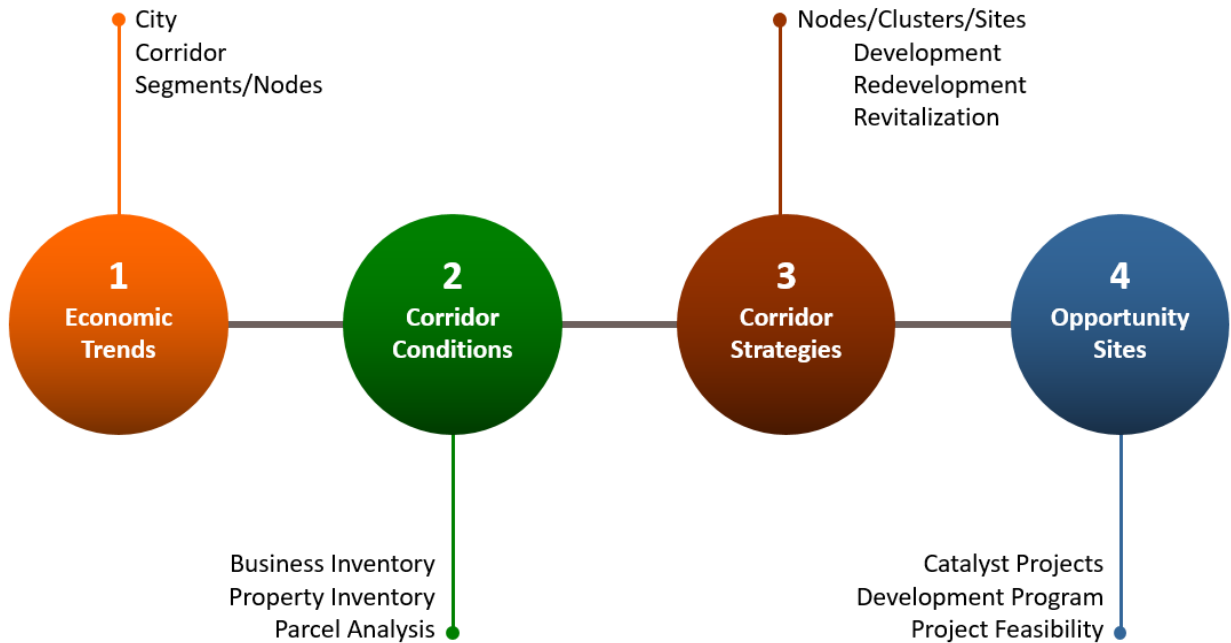 City
Corridor
Segments/Nodes
Nodes/Clusters/Sites
Development
Redevelopment
Revitalization
1
Economic
Trends
2
Corridor
Conditions
3
Corridor
Strategies
4
Opportunity
Sites
Business Inventory
Property Inventory
Parcel Analysis
Catalyst Projects
Development Program
Project Feasibility